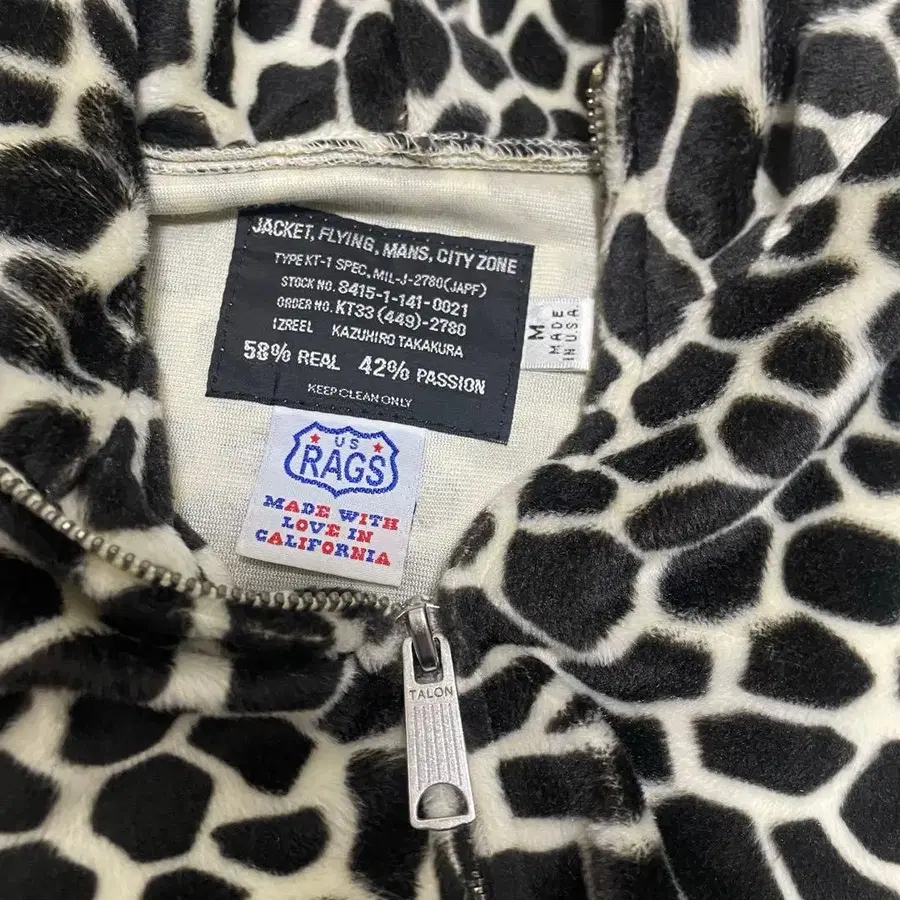 JACKET, FLYING, MANS, CITY ZONE
TYPE KT-1 SPEC. MIL-J-2780(JAPF)
STOCK NO. 8415-1-141-0021
ORDER NO. KT33 (449)-2780
IZREEL KAZUHIRO TAKAKURA
58% REAL 42% PASSION
KEEP CLEAN ONLY
M
MADE
IN U.S.A.
US
RAGS
MADE WITH
LOVE IN
CALIFORNIA
TALON